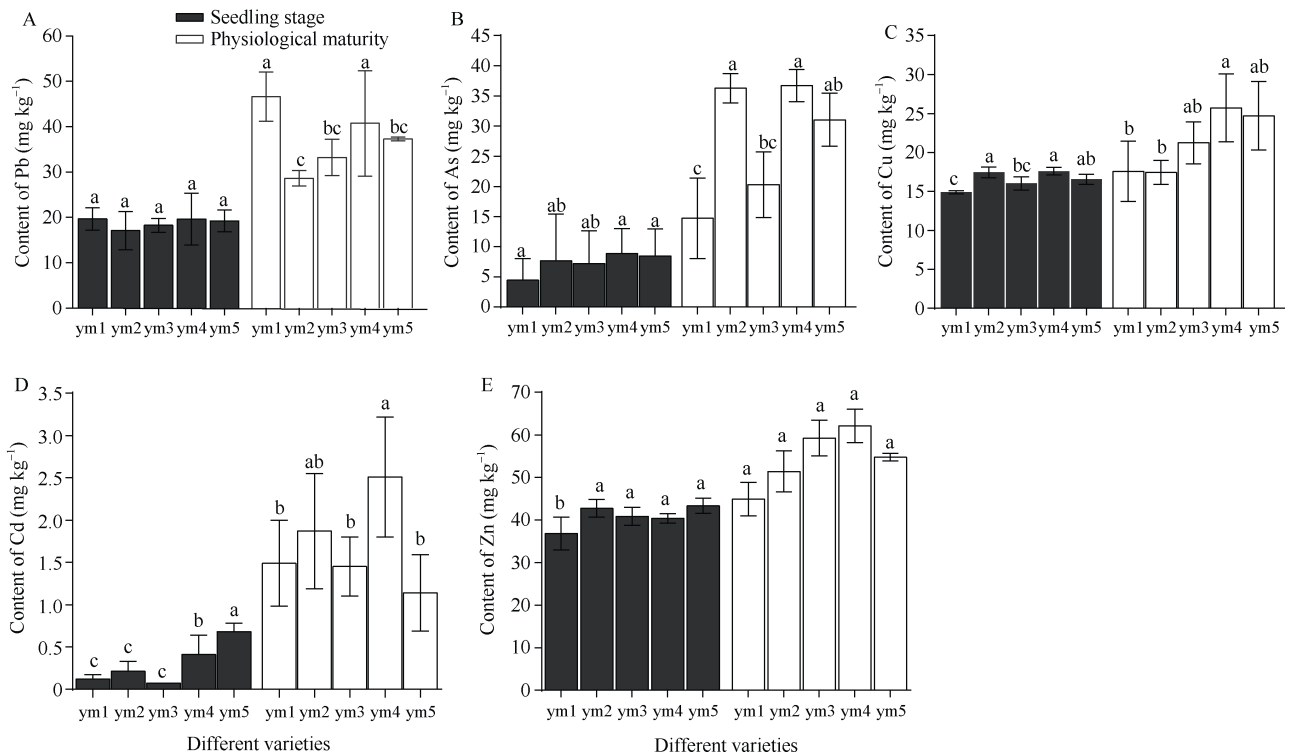 A
Seedling stage
Physiological maturity
Content of Pb (mg kg⁻¹)
60
50
40
30
20
10
0
a
a
a
a
a
a
c
bc
a
bc
ym1 ym2 ym3 ym4 ym5 ym1 ym2 ym3 ym4 ym5
B
Content of As (mg kg⁻¹)
45
40
35
30
25
20
15
10
5
0
a
ab
ab
a
a
c
a
bc
a
ab
ym1 ym2 ym3 ym4 ym5 ym1 ym2 ym3 ym4 ym5
C
Content of Cu (mg kg⁻¹)
35
30
25
20
15
10
5
0
c
a
bc
a
ab
b
b
ab
a
ab
ym1 ym2 ym3 ym4 ym5 ym1 ym2 ym3 ym4 ym5
D
Content of Cd (mg kg⁻¹)
3.5
3.0
2.5
2.0
1.5
1.0
0.5
0
c
c
c
b
a
b
ab
b
a
b
ym1 ym2 ym3 ym4 ym5 ym1 ym2 ym3 ym4 ym5
Different varieties
E
Content of Zn (mg kg⁻¹)
70
60
50
40
30
20
10
0
b
a
a
a
a
a
a
a
a
a
ym1 ym2 ym3 ym4 ym5 ym1 ym2 ym3 ym4 ym5
Different varieties